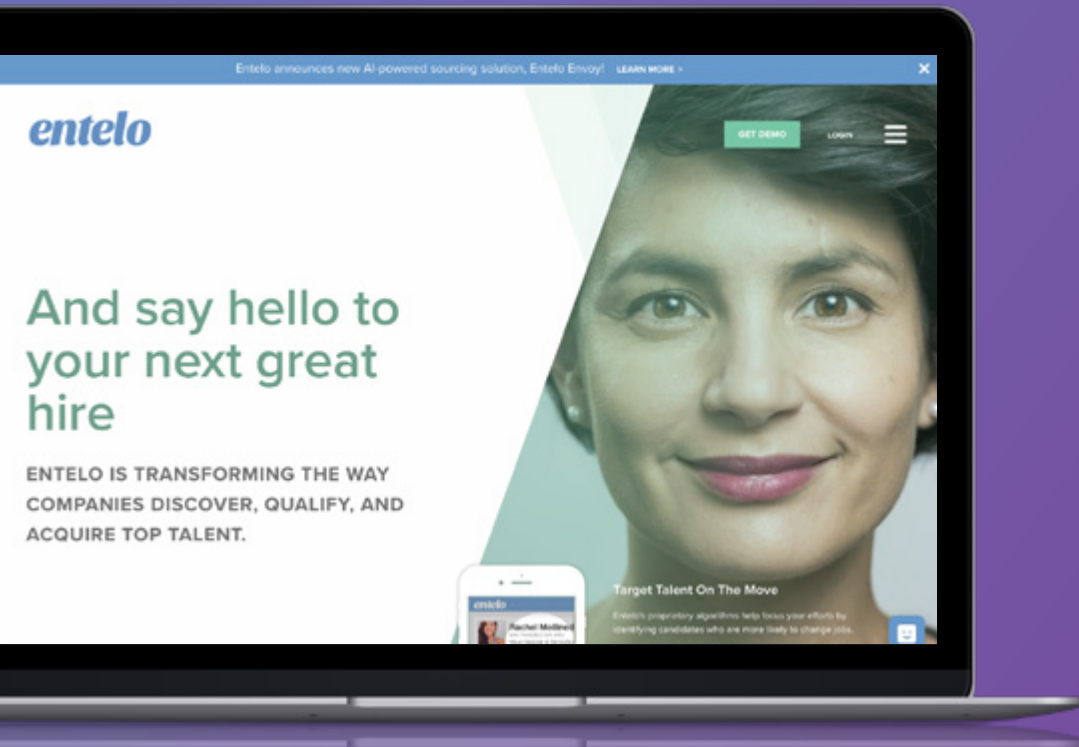 Entelo announces new AI-powered sourcing solution, Entelo Envoy! LEARN MORE >
entelo
GET DEMO
LOGIN
And say hello to
your next great
hire
ENTELO IS TRANSFORMING THE WAY
COMPANIES DISCOVER, QUALIFY, AND
ACQUIRE TOP TALENT.
Target Talent On The Move
Entelo's proprietary algorithms help focus your efforts by
identifying candidates who are more likely to change jobs.
entelo
Rachel